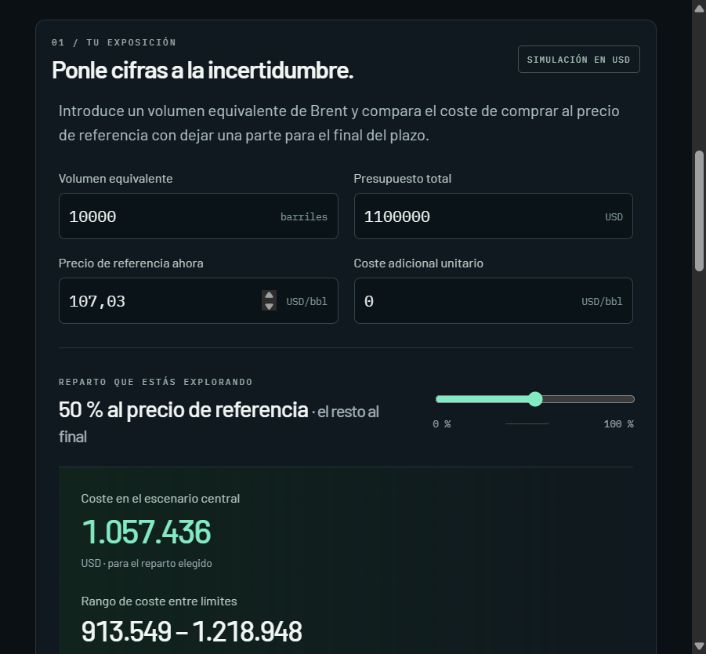 01 / TU EXPOSICIÓN
Ponle cifras a la incertidumbre.
SIMULACIÓN EN USD
Introduce un volumen equivalente de Brent y compara el coste de comprar al precio
de referencia con dejar una parte para el final del plazo.
Volumen equivalente
10000 barriles
Presupuesto total
1100000 USD
Precio de referencia ahora
107,03 USD/bbl
Coste adicional unitario
0 USD/bbl
REPARTO QUE ESTÁS EXPLORANDO
50 % al precio de referencia · el resto al
final
0 % 100 %
Coste en el escenario central
1.057.436
USD · para el reparto elegido
Rango de coste entre límites
913.549 – 1.218.948